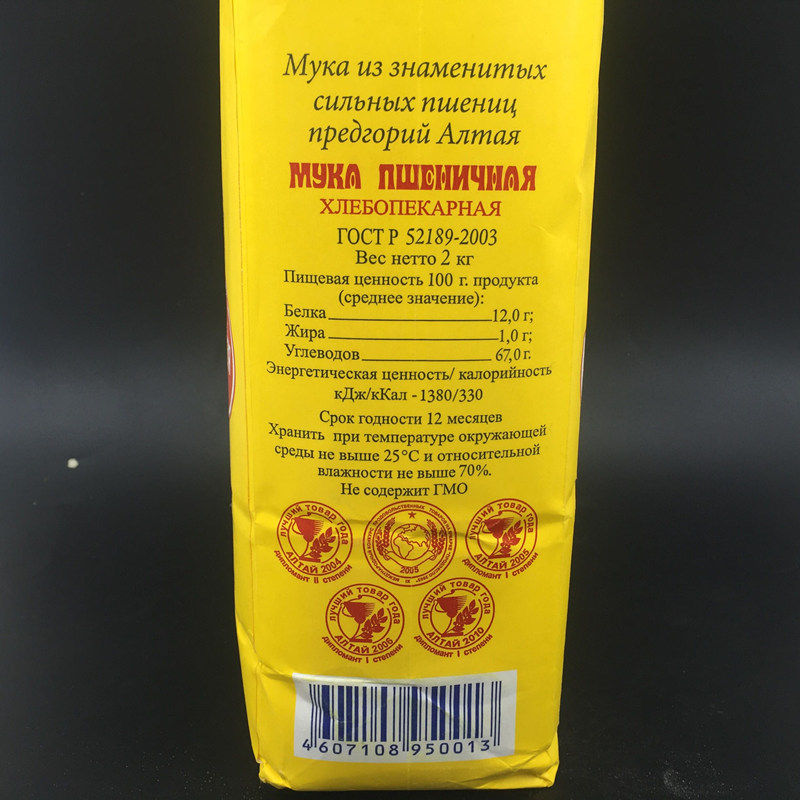 Мука из знаменитых
сильных пшениц
предгорий Алтая
МУКА ПШЕНИЧНАЯ
ХЛЕБОПЕКАРНАЯ
ГОСТ Р 52189-2003
Вес нетто 2 кг
Пищевая ценность 100 г. продукта
(среднее значение):
Белка 12,0 г;
Жира 1,0 г;
Углеводов 67,0 г.
Энергетическая ценность/ калорийность
кДж/кКал - 1380/330
Срок годности 12 месяцев
Хранить при температуре окружающей
среды не выше 25°С и относительной
влажности не выше 70%.
Не содержит ГМО
лучший товар года
АЛТАЙ 2004
дипломант II степени
2005
лучший товар года
АЛТАЙ 2005
дипломант I степени
лучший товар года
АЛТАЙ 2006
дипломант I степени
лучший товар года
АЛТАЙ 2010
дипломант I степени
4 607108 950013